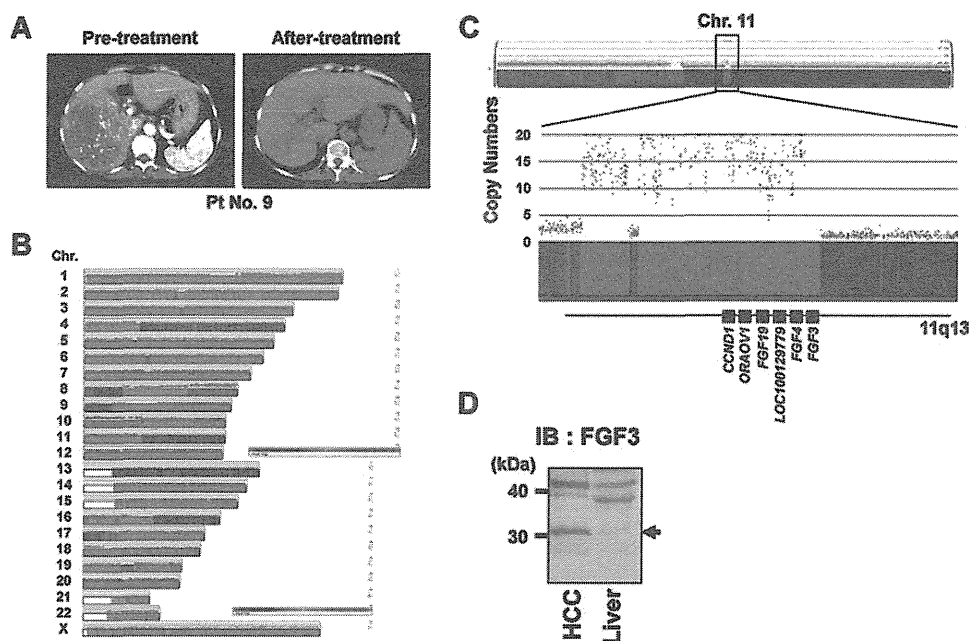 A
Pre-treatment
After-treatment
Pt No. 9
B
Chr.
1
2
3
4
5
6
7
8
9
10
11
12
13
14
15
16
17
18
19
20
21
22
X
C
Chr. 11
Copy Numbers
20
15
10
5
0
11q13
CCND1
ORAOV1
FGF19
LOC100129779
FGF4
FGF3
D
IB : FGF3
(kDa)
40
30
HCC
Liver